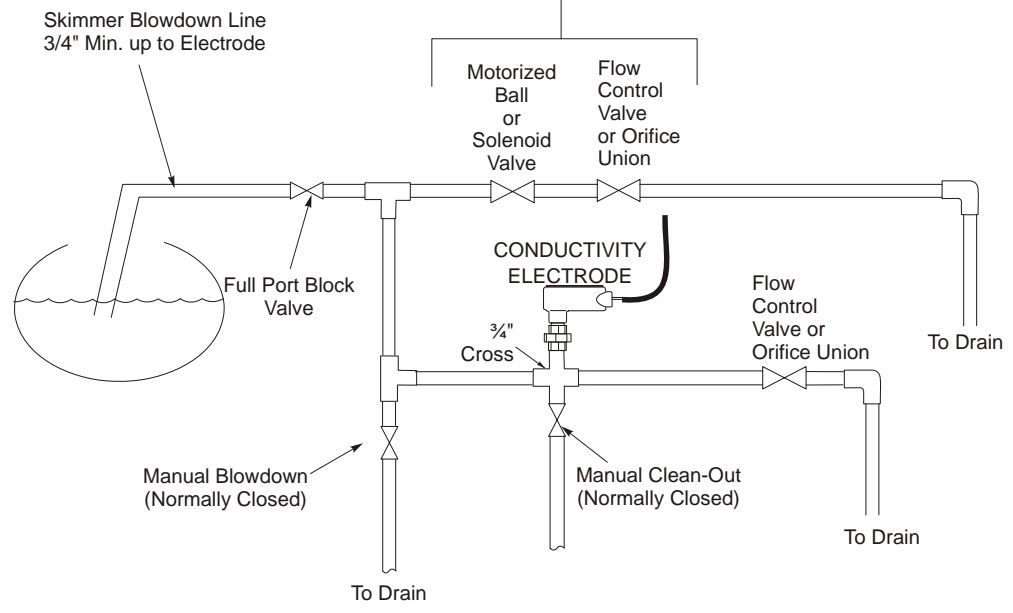 Skimmer Blowdown Line
3/4" Min. up to Electrode
Motorized
Ball
or
Solenoid
Valve
Flow
Control
Valve
or Orifice
Union
Full Port Block
Valve
CONDUCTIVITY
ELECTRODE
¾"
Cross
Flow
Control
Valve or
Orifice Union
To Drain
Manual Blowdown
(Normally Closed)
Manual Clean-Out
(Normally Closed)
To Drain
To Drain